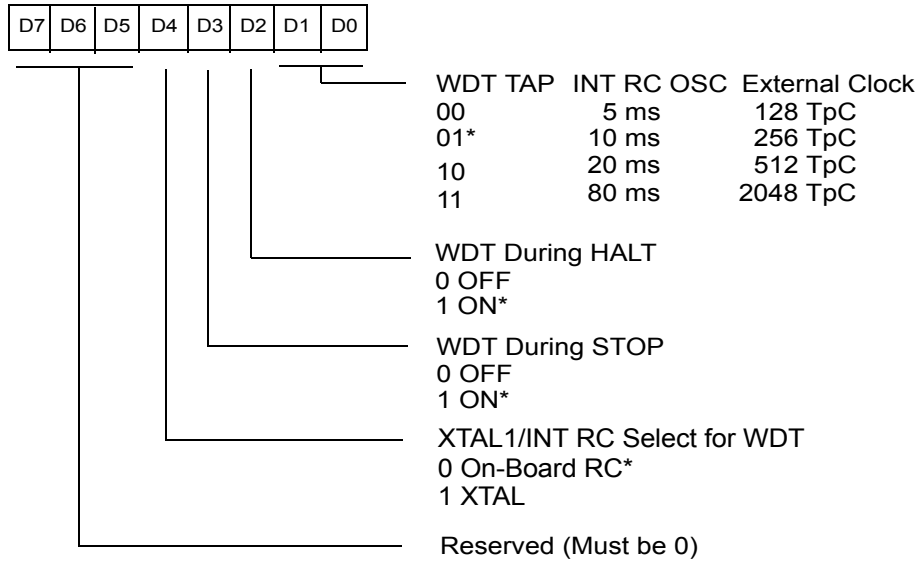 D7 D6 D5 D4 D3 D2 D1 D0
WDT TAP INT RC OSC External Clock
00 5 ms 128 TpC
01* 10 ms 256 TpC
10 20 ms 512 TpC
11 80 ms 2048 TpC
WDT During HALT
0 OFF
1 ON*
WDT During STOP
0 OFF
1 ON*
XTAL1/INT RC Select for WDT
0 On-Board RC*
1 XTAL
Reserved (Must be 0)